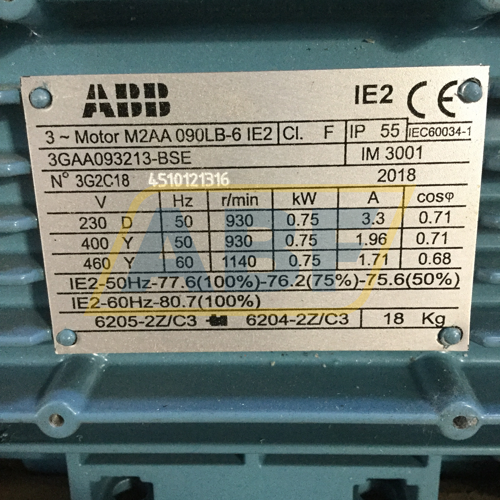 ABB IE2 CE
3 ~ Motor M2AA 090LB-6 IE2 Cl. F IP 55 IEC60034-1
3GAA093213-BSE IM 3001
N° 3G2C18 4510121316 2018
V Hz r/min kW A cosφ
230 D 50 930 0.75 3.3 0.71
400 Y 50 930 0.75 1.96 0.71
460 Y 60 1140 0.75 1.71 0.68
IE2-50Hz-77.6(100%)-76.2(75%)-75.6(50%)
IE2-60Hz-80.7(100%)
6205-2Z/C3 6204-2Z/C3 18 Kg